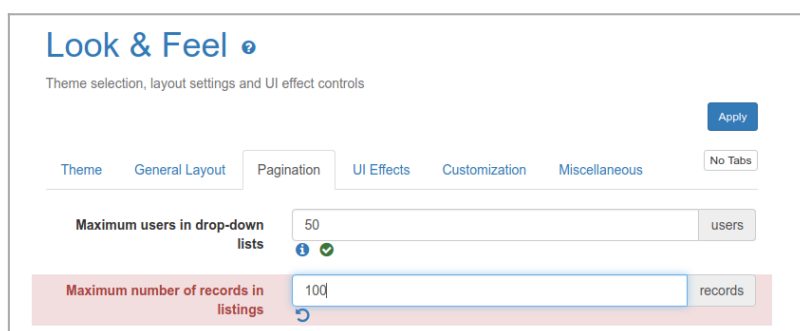 Look & Feel
Theme selection, layout settings and UI effect controls
Apply
Theme General Layout Pagination UI Effects Customization Miscellaneous No Tabs
Maximum users in drop-down 50 users
lists
Maximum number of records in 100 records
listings